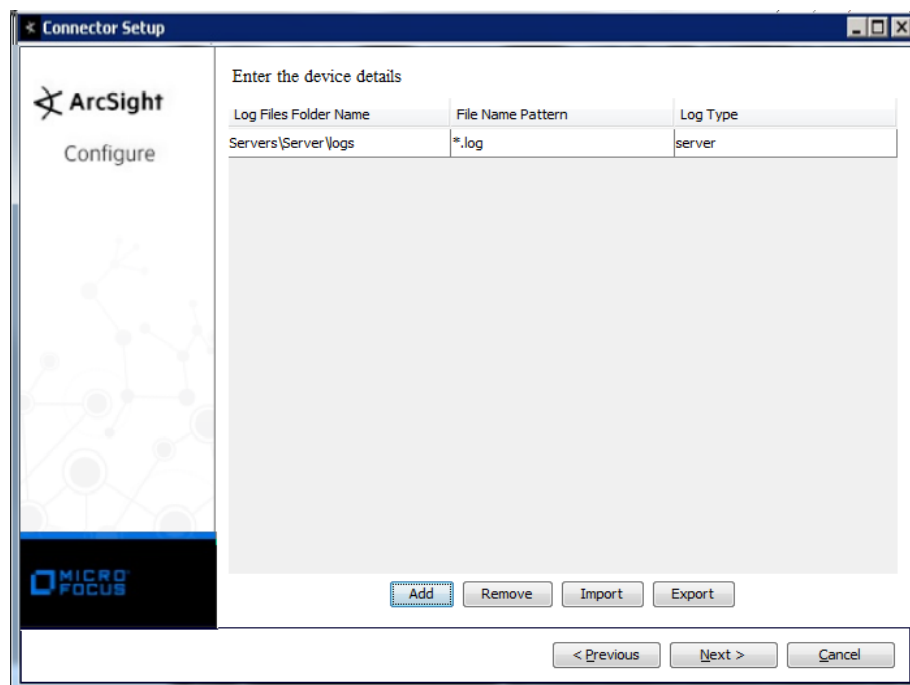 Connector Setup
ArcSight
Configure
Enter the device details
Log Files Folder Name File Name Pattern Log Type
Servers\Server\logs *.log server
MICRO
FOCUS
Add Remove Import Export
< Previous Next > Cancel